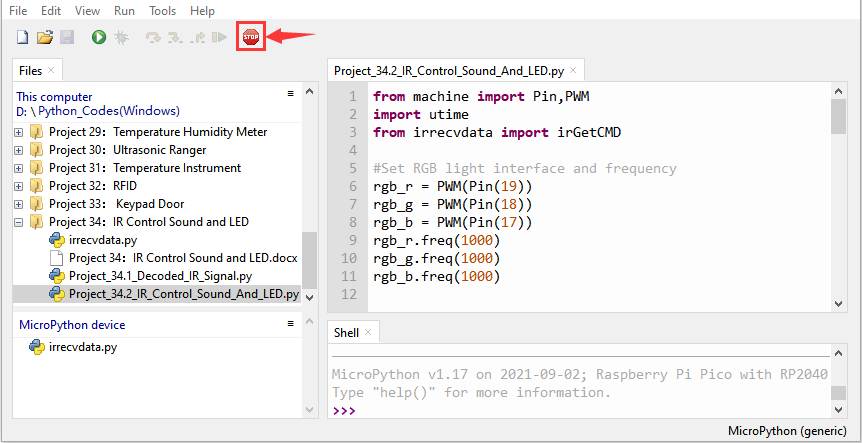 File Edit View Run Tools Help
STOP
Files
This computer
D: \ Python_Codes(Windows)
Project 29： Temperature Humidity Meter
Project 30： Ultrasonic Ranger
Project 31： Temperature Instrument
Project 32： RFID
Project 33： Keypad Door
Project 34： IR Control Sound and LED
irrecvdata.py
Project 34： IR Control Sound and LED.docx
Project_34.1_Decoded_IR_Signal.py
Project_34.2_IR_Control_Sound_And_LED.py
MicroPython device
irrecvdata.py
Project_34.2_IR_Control_Sound_And_LED.py
1 from machine import Pin,PWM
2 import utime
3 from irrecvdata import irGetCMD
4
5 #Set RGB light interface and frequency
6 rgb_r = PWM(Pin(19))
7 rgb_g = PWM(Pin(18))
8 rgb_b = PWM(Pin(17))
9 rgb_r.freq(1000)
10 rgb_g.freq(1000)
11 rgb_b.freq(1000)
12
Shell
MicroPython v1.17 on 2021-09-02; Raspberry Pi Pico with RP2040
Type "help()" for more information.
>>>
MicroPython (generic)